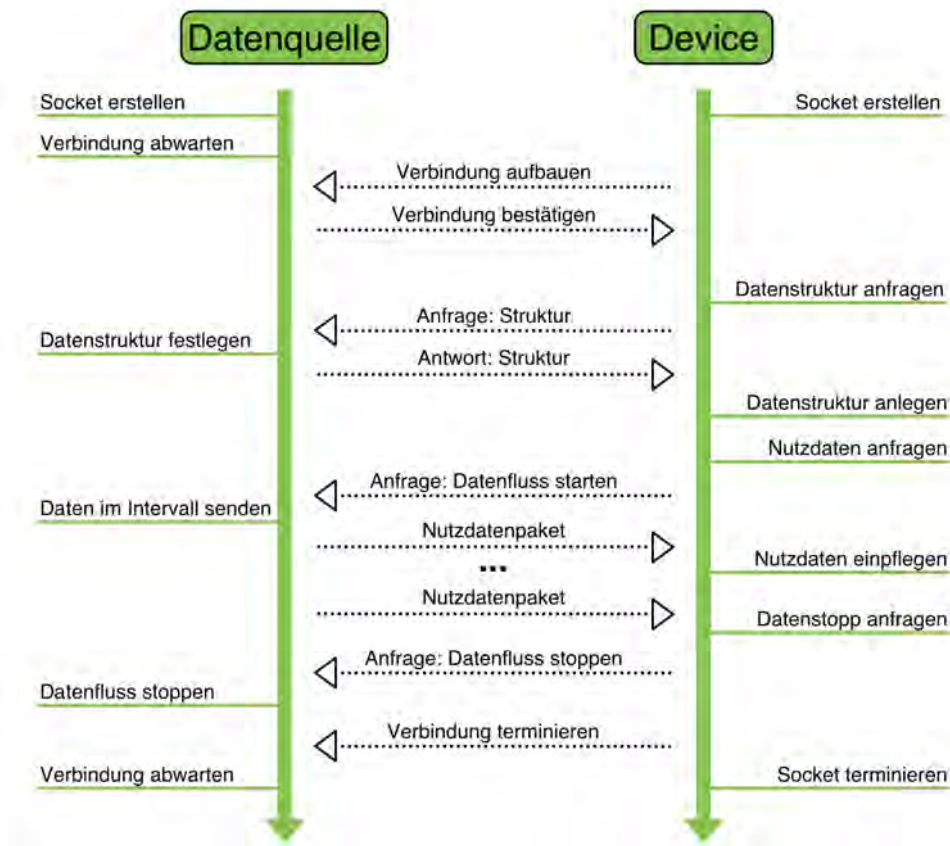 Datenquelle
Device
Socket erstellen
Socket erstellen
Verbindung abwarten
Verbindung aufbauen
Verbindung bestätigen
Datenstruktur anfragen
Anfrage: Struktur
Datenstruktur festlegen
Antwort: Struktur
Datenstruktur anlegen
Nutzdaten anfragen
Anfrage: Datenfluss starten
Daten im Intervall senden
Nutzdatenpaket
Nutzdaten einpflegen
...
Nutzdatenpaket
Datenstopp anfragen
Anfrage: Datenfluss stoppen
Datenfluss stoppen
Verbindung terminieren
Verbindung abwarten
Socket terminieren